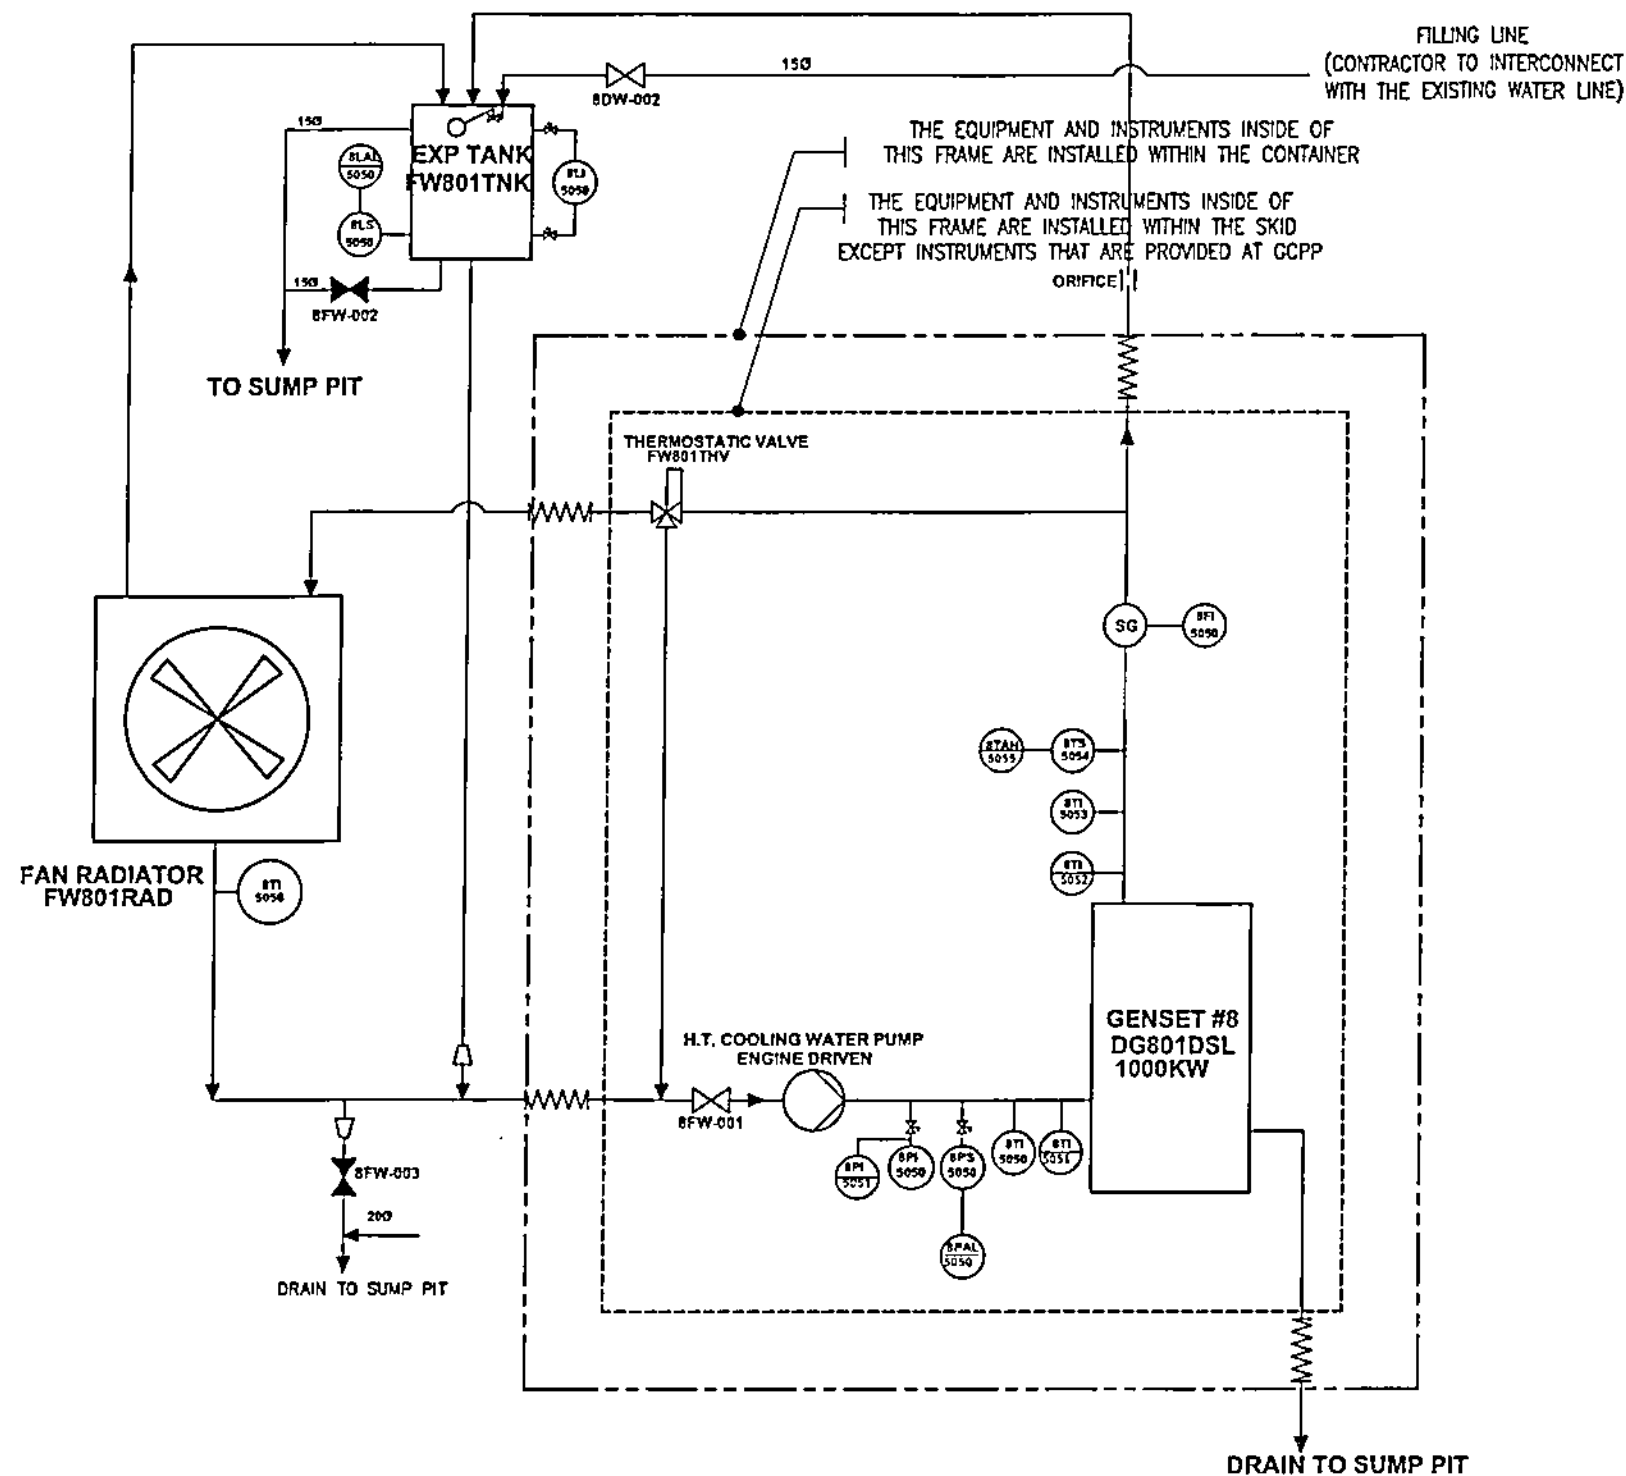 FILLING LINE
(CONTRACTOR TO INTERCONNECT
WITH THE EXISTING WATER LINE)
15Ø
8DW-002
THE EQUIPMENT AND INSTRUMENTS INSIDE OF
THIS FRAME ARE INSTALLED WITHIN THE CONTAINER
15Ø
EXP TANK
FW801TNK
8LAL
5050
8LI
5050
THE EQUIPMENT AND INSTRUMENTS INSIDE OF
THIS FRAME ARE INSTALLED WITHIN THE SKID
EXCEPT INSTRUMENTS THAT ARE PROVIDED AT GCPP
8LS
5050
ORIFICE
15Ø
8FW-002
TO SUMP PIT
THERMOSTATIC VALVE
FW801THV
SG
8FI
5050
8TAH
5055
8TS
5054
8TI
5053
8TI
5052
FAN RADIATOR
FW801RAD
8TI
GENSET #8
DG801DSL
1000KW
H.T. COOLING WATER PUMP
ENGINE DRIVEN
8FW-001
8PI
5051
8PI
5050
8PS
5050
8TI
5050
8TI
8PAL
5050
8FW-003
20Ø
DRAIN TO SUMP PIT
DRAIN TO SUMP PIT